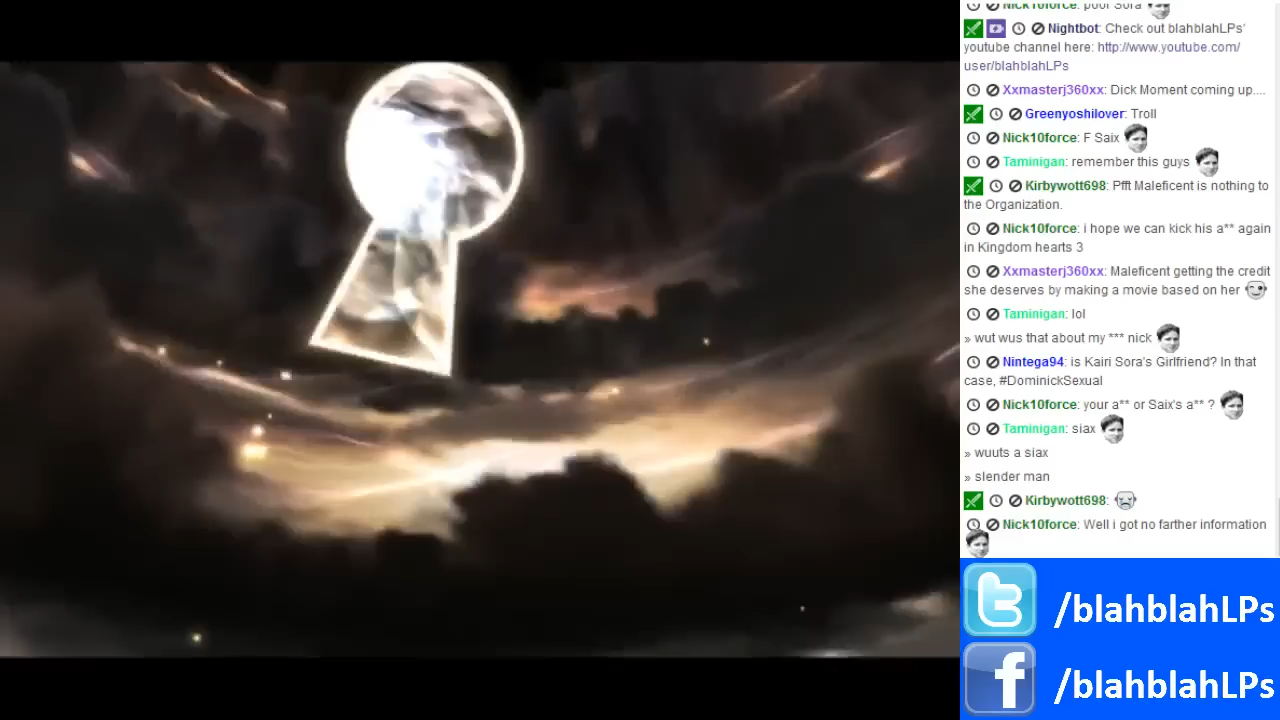 Nick10force: poor Sora
Nightbot: Check out blahblahLPs'
youtube channel here: http://www.youtube.com/
user/blahblahLPs
Xxmasterj360xx: Dick Moment coming up....
Greenyoshilover: Troll
Nick10force: F Saix
Taminigan: remember this guys
Kirbywott698: Pfft Maleficent is nothing to
the Organization.
Nick10force: i hope we can kick his a** again
in Kingdom hearts 3
Xxmasterj360xx: Maleficent getting the credit
she deserves by making a movie based on her
Taminigan: lol
» wut wus that about my *** nick
Nintega94: is Kairi Sora's Girlfriend? In that
case, #DominickSexual
Nick10force: your a** or Saix's a** ?
Taminigan: siax
» wuuts a siax
» slender man
Kirbywott698:
Nick10force: Well i got no farther information
/blahblahLPs
/blahblahLPs